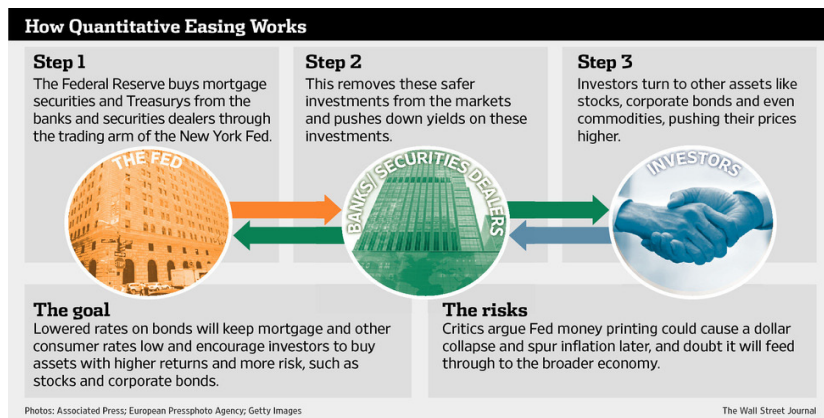 How Quantitative Easing Works
Step 1
The Federal Reserve buys mortgage
securities and Treasurys from the
banks and securities dealers through
the trading arm of the New York Fed.
Step 2
This removes these safer
investments from the markets
and pushes down yields on these
investments.
Step 3
Investors turn to other assets like
stocks, corporate bonds and even
commodities, pushing their prices
higher.
THE FED
BANKS/SECURITIES DEALERS
INVESTORS
The goal
Lowered rates on bonds will keep mortgage and other
consumer rates low and encourage investors to buy
assets with higher returns and more risk, such as
stocks and corporate bonds.
The risks
Critics argue Fed money printing could cause a dollar
collapse and spur inflation later, and doubt it will feed
through to the broader economy.
Photos: Associated Press; European Pressphoto Agency; Getty Images
The Wall Street Journal